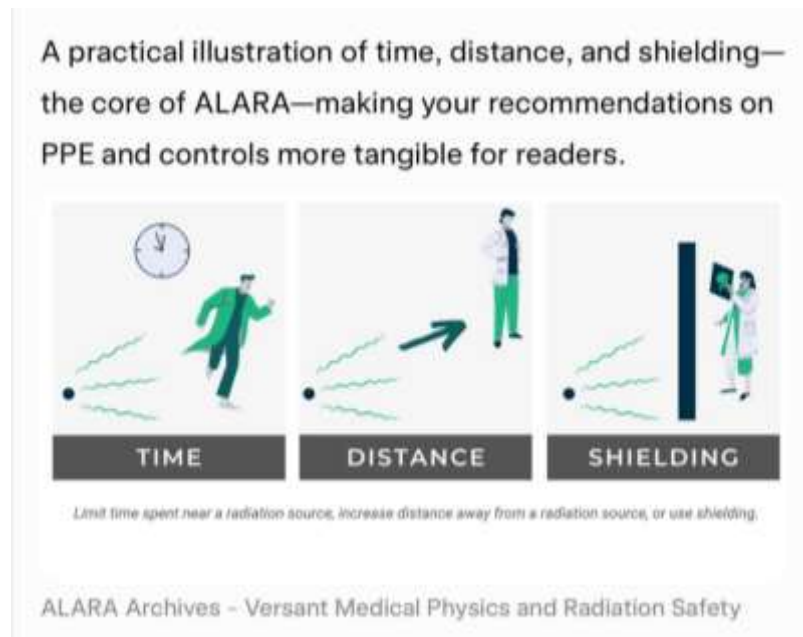 A practical illustration of time, distance, and shielding—
the core of ALARA—making your recommendations on
PPE and controls more tangible for readers.
TIME
DISTANCE
SHIELDING
Limit time spent near a radiation source, increase distance away from a radiation source, or use shielding.
ALARA Archives - Versant Medical Physics and Radiation Safety